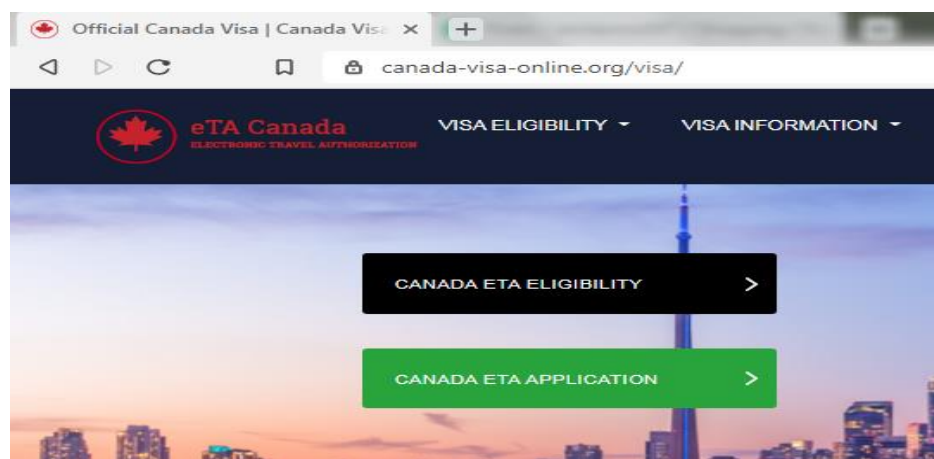 Official Canada Visa | Canada Vis
canada-visa-online.org/visa/
eTA Canada VISA ELIGIBILITY VISA INFORMATION
ELECTRONIC TRAVEL AUTHORIZATION
CANADA ETA ELIGIBILITY >
CANADA ETA APPLICATION >